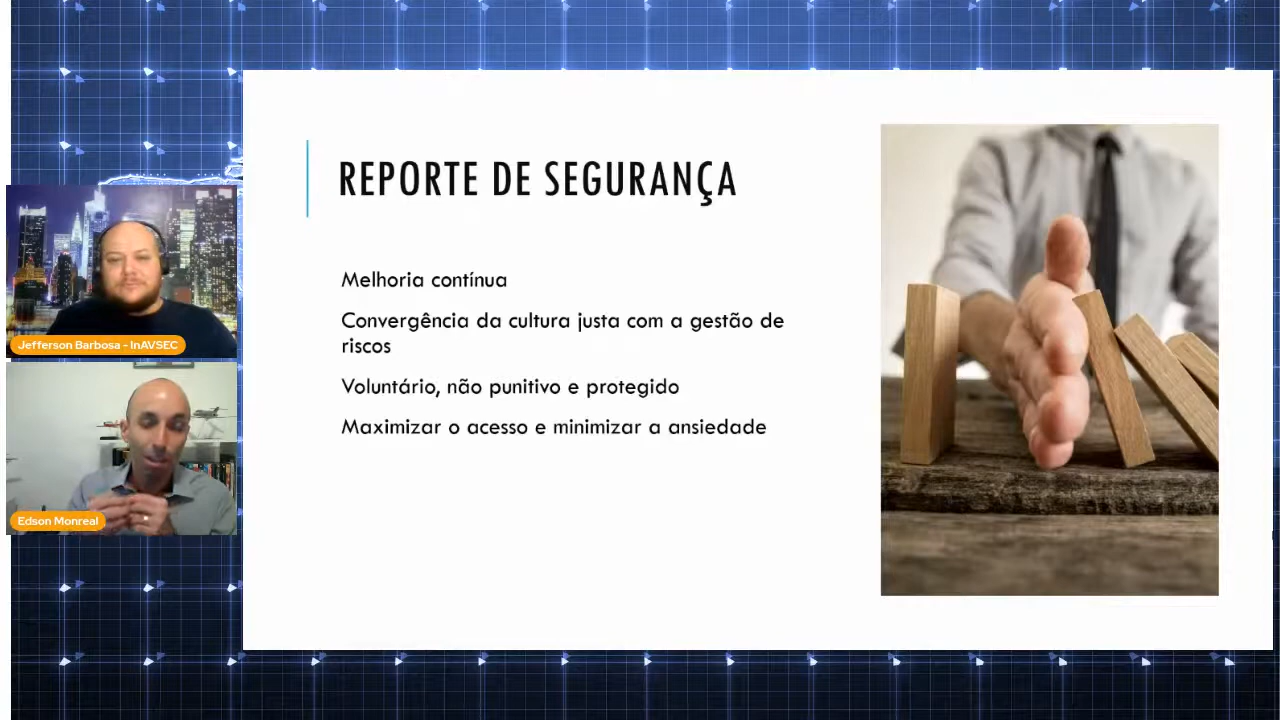 REPORTE DE SEGURANÇA
Melhoria contínua
Convergência da cultura justa com a gestão de
riscos
Voluntário, não punitivo e protegido
Maximizar o acesso e minimizar a ansiedade
Jefferson Barbosa - InAVSEC
Edson Monreal